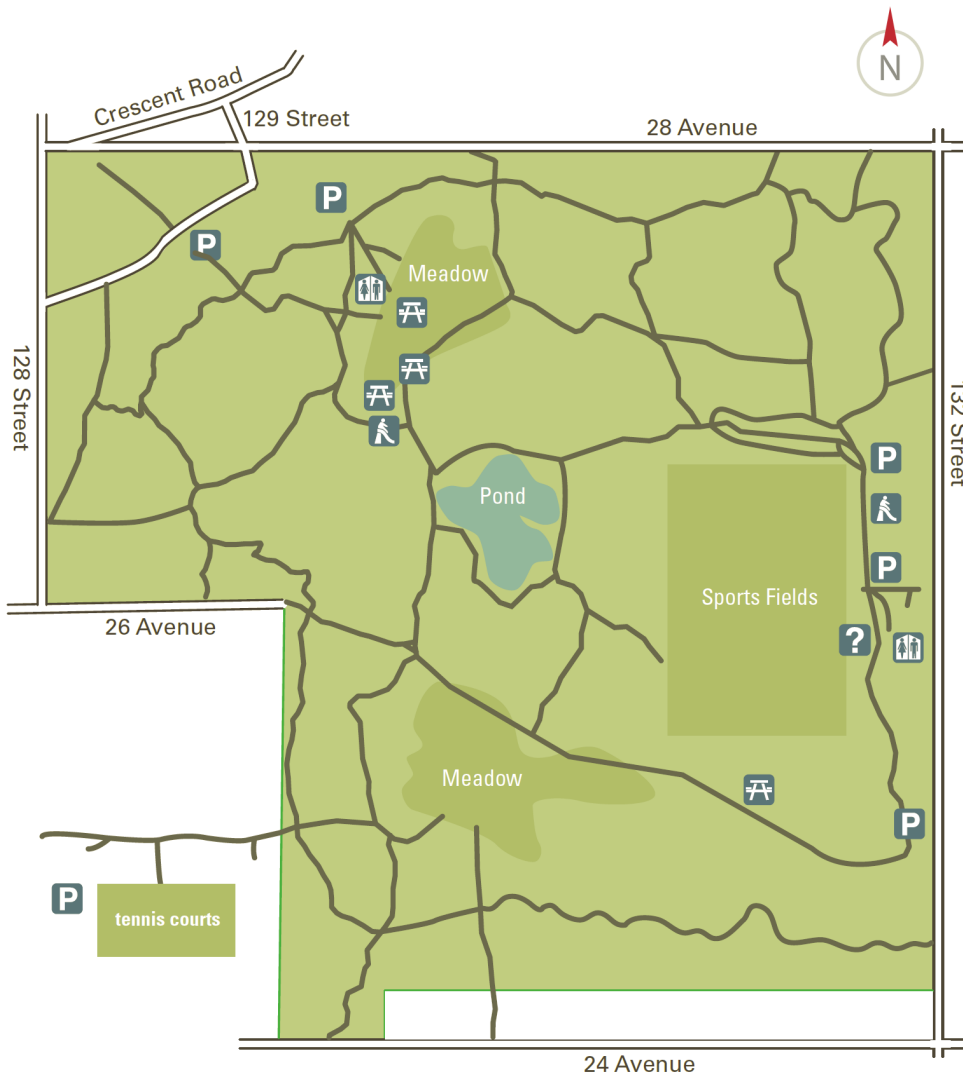 N
Crescent Road
129 Street
28 Avenue
P
P
Meadow
128 Street
132 Street
P
Pond
P
Sports Fields
26 Avenue
?
Meadow
P
P
tennis courts
24 Avenue